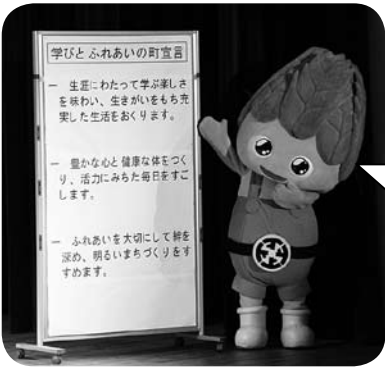 学びとふれあいの町宣言
一 生涯にわたって学ぶ楽しさ
を味わい、生きがいをもち充
実した生活をおくります。
一 豊かな心と健康な体をつく
り、活力にみちた毎日をすご
します。
一 ふれあいを大切にして絆を
深め、明るいまちづくりをす
すめます。